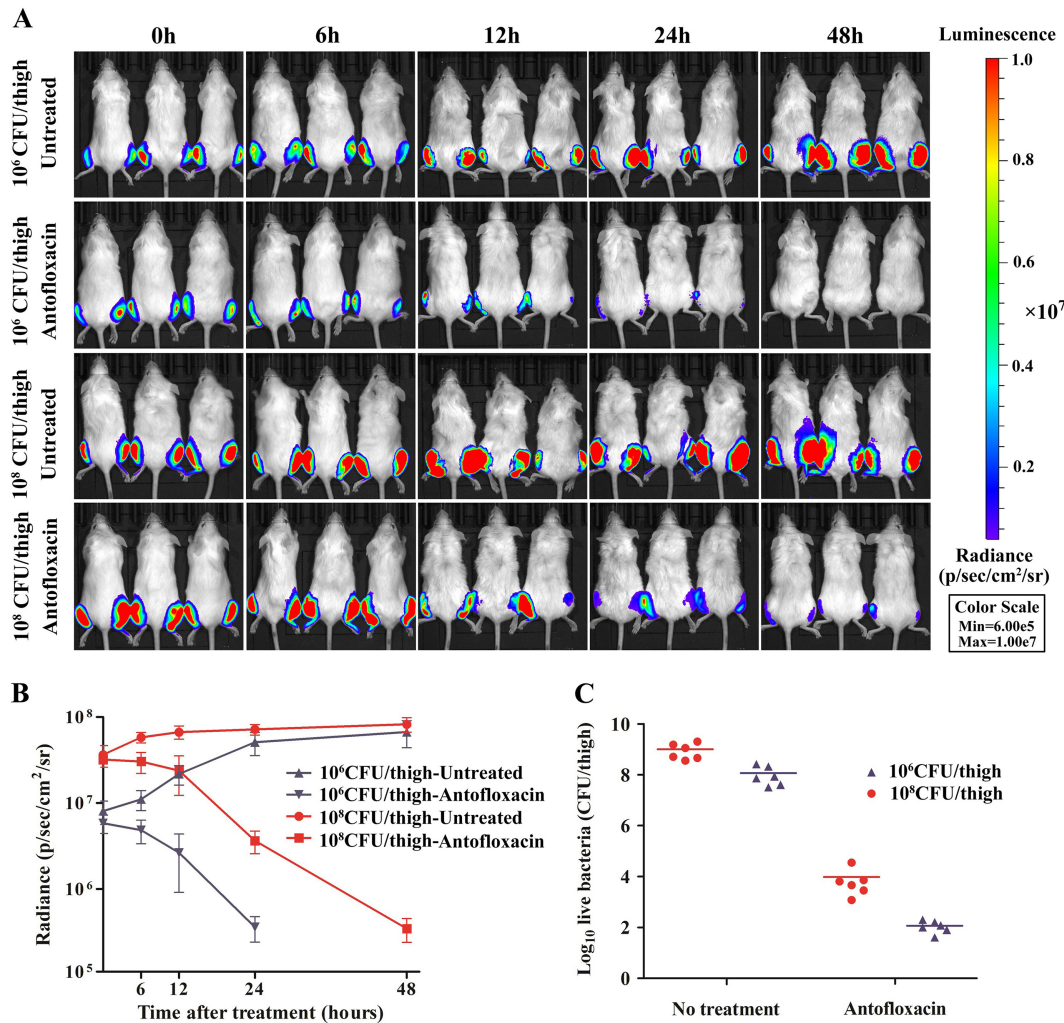 A
0h 6h 12h 24h 48h
Luminescence
10⁶ CFU/thigh
Untreated
10⁶ CFU/thigh
Antofloxacin
10⁸ CFU/thigh
Untreated
10⁸ CFU/thigh
Antofloxacin
1.0
0.8
0.6
×10⁷
0.4
0.2
Radiance
(p/sec/cm²/sr)
Color Scale
Min=6.00e5
Max=1.00e7
B
Radiance (p/sec/cm²/sr)
10⁸
10⁷
10⁶
10⁵
6 12 24 48
Time after treatment (hours)
10⁶CFU/thigh-Untreated
10⁶CFU/thigh-Antofloxacin
10⁸CFU/thigh-Untreated
10⁸CFU/thigh-Antofloxacin
C
Log₁₀ live bacteria (CFU/thigh)
10
8
6
4
2
0
No treatment Antofloxacin
10⁶CFU/thigh
10⁸CFU/thigh